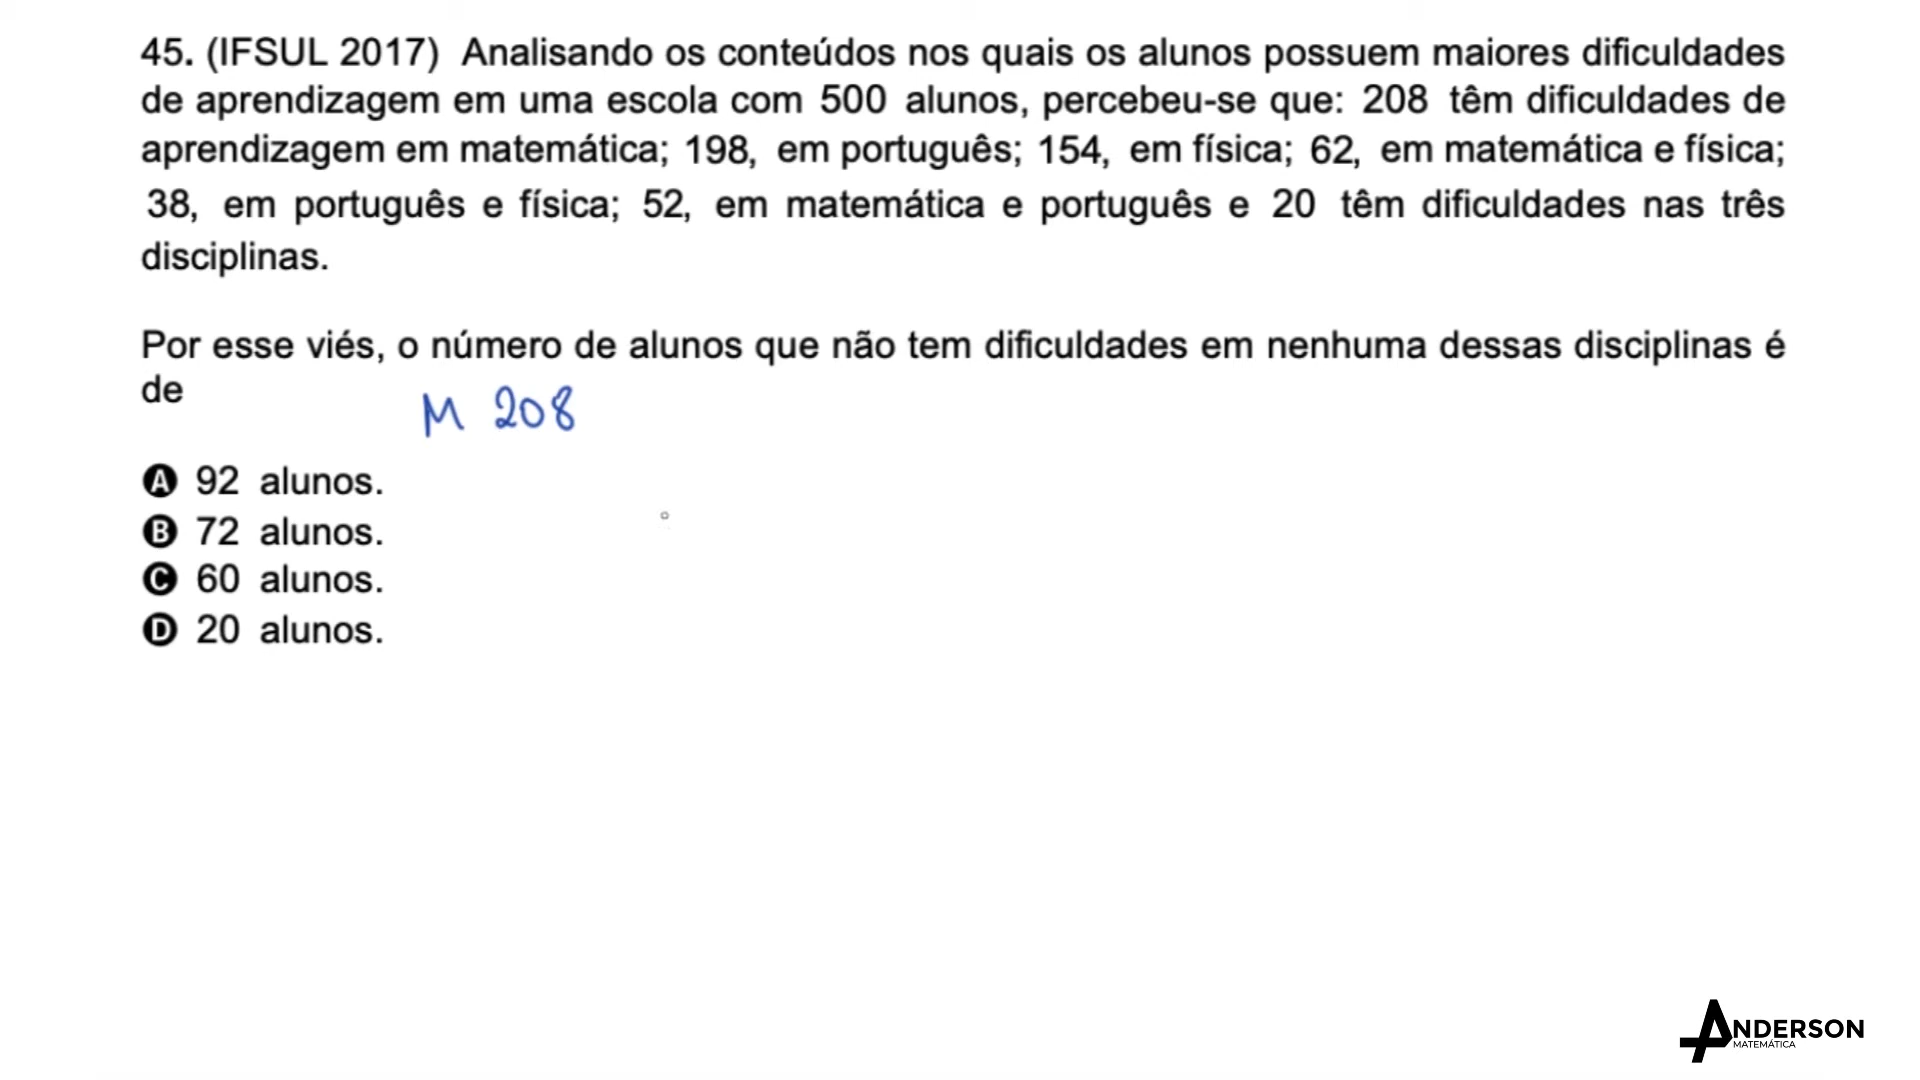 45. (IFSUL 2017) Analisando os conteúdos nos quais os alunos possuem maiores dificuldades
de aprendizagem em uma escola com 500 alunos, percebeu-se que: 208 têm dificuldades de
aprendizagem em matemática; 198, em português; 154, em física; 62, em matemática e física;
38, em português e física; 52, em matemática e português e 20 têm dificuldades nas três
disciplinas.
Por esse viés, o número de alunos que não tem dificuldades em nenhuma dessas disciplinas é
de
M 208
A 92 alunos.
B 72 alunos.
C 60 alunos.
D 20 alunos.
ANDERSON
MATEMÁTICA